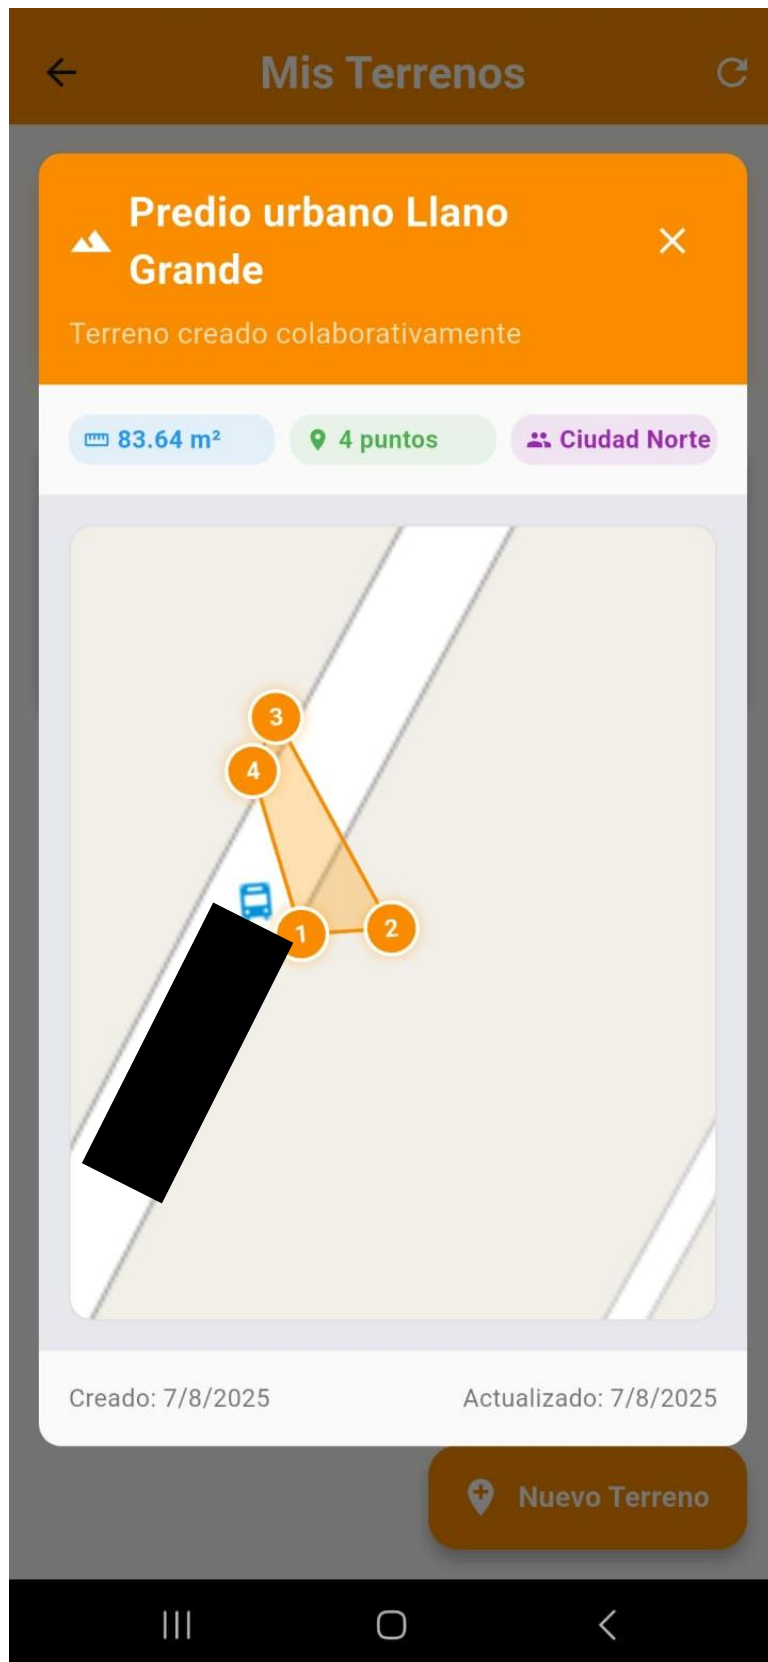 Mis Terrenos
Predio urbano Llano
Grande
Terreno creado colaborativamente
83.64 m²
4 puntos
Ciudad Norte
3
4
1
2
Creado: 7/8/2025
Actualizado: 7/8/2025
Nuevo Terreno